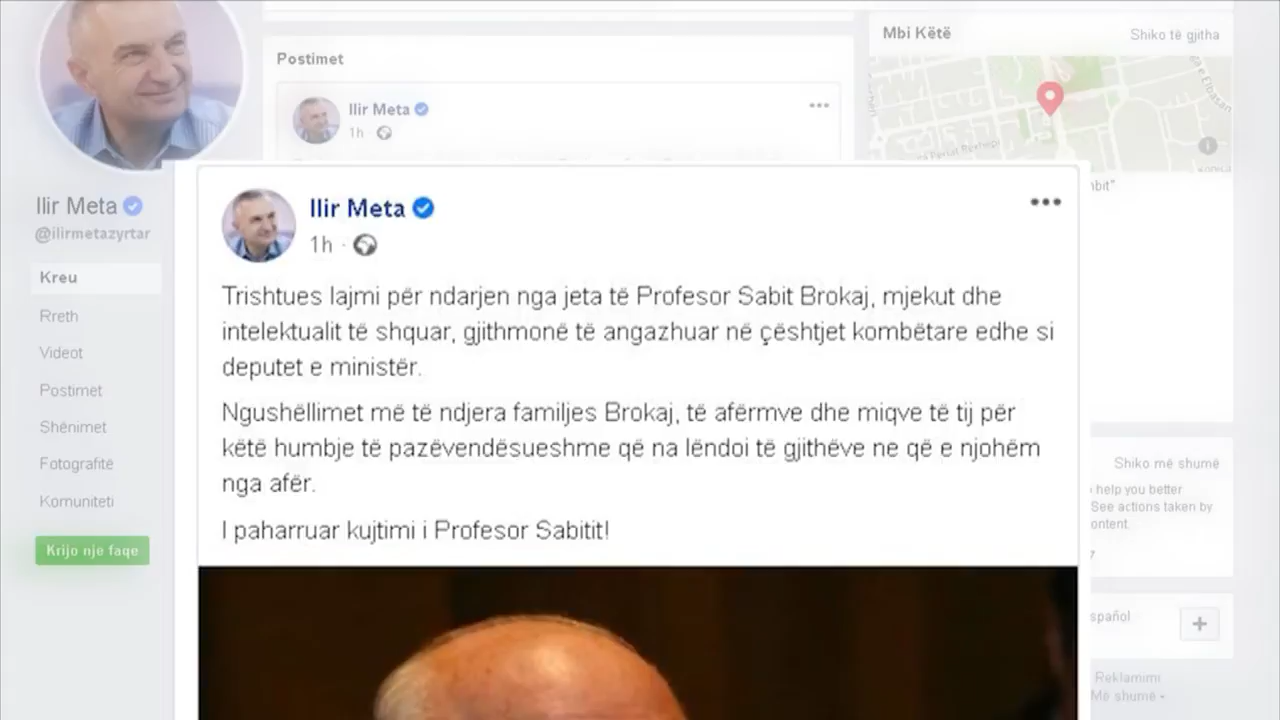 Mbi Këtë
Shiko të gjitha
Postimet
Ilir Meta
1h
Ilir Meta
@ilirmetazyrtar
Kreu
Rreth
Videot
Postimet
Shënimet
Fotografitë
Komuniteti
Krijo një faqe
Ilir Meta
1h ·
Trishtues lajmi për ndarjen nga jeta të Profesor Sabit Brokaj, mjekut dhe
intelektualit të shquar, gjithmonë të angazhuar në çështjet kombëtare edhe si
deputet e ministër.
Ngushëllimet më të ndjera familjes Brokaj, të afërmve dhe miqve të tij për
këtë humbje të pazëvendësueshme që na lëndoi të gjithëve ne që e njohëm
nga afër.
I paharruar kujtimi i Profesor Sabitit!
Shiko më shumë
help you better
See actions taken by
Reklamimi
Më shumë